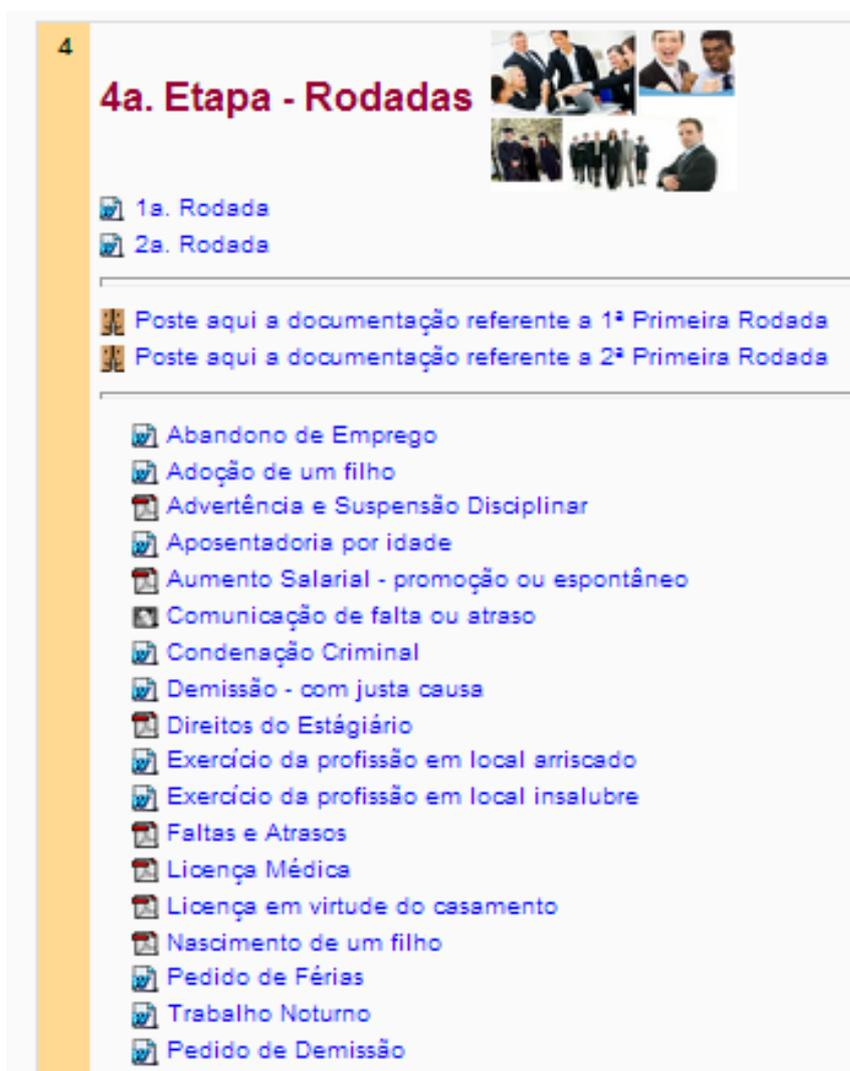 4
4a. Etapa - Rodadas
1a. Rodada
2a. Rodada
Poste aqui a documentação referente a 1ª Primeira Rodada
Poste aqui a documentação referente a 2ª Primeira Rodada
Abandono de Emprego
Adoção de um filho
Advertência e Suspensão Disciplinar
Aposentadoria por idade
Aumento Salarial - promoção ou espontâneo
Comunicação de falta ou atraso
Condenação Criminal
Demissão - com justa causa
Direitos do Estágiário
Exercício da profissão em local arriscado
Exercício da profissão em local insalubre
Faltas e Atrasos
Licença Médica
Licença em virtude do casamento
Nascimento de um filho
Pedido de Férias
Trabalho Noturno
Pedido de Demissão